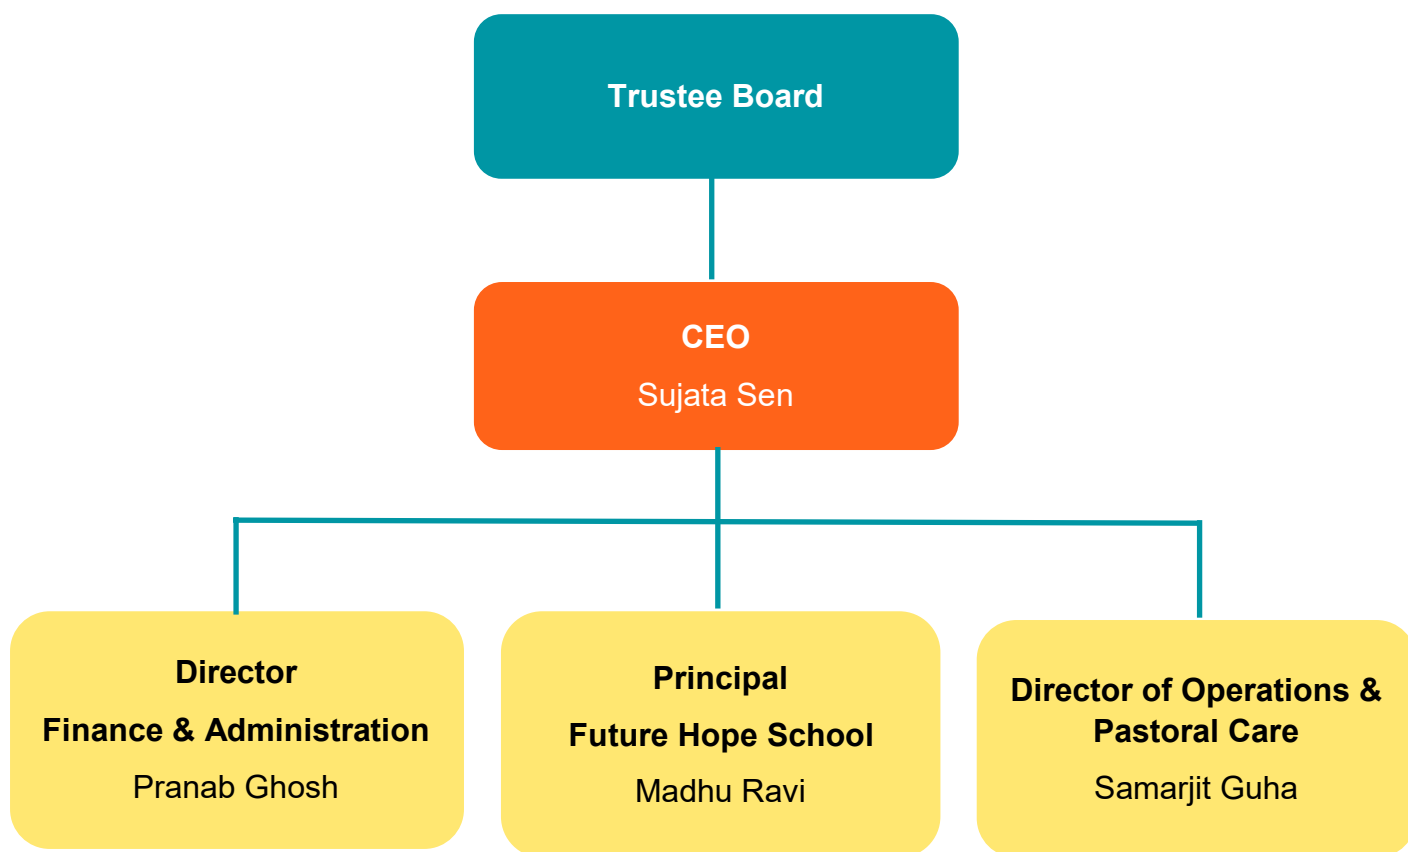 Trustee Board
CEO
Sujata Sen
Director
Finance & Administration
Pranab Ghosh
Principal
Future Hope School
Madhu Ravi
Director of Operations &
Pastoral Care
Samarjit Guha